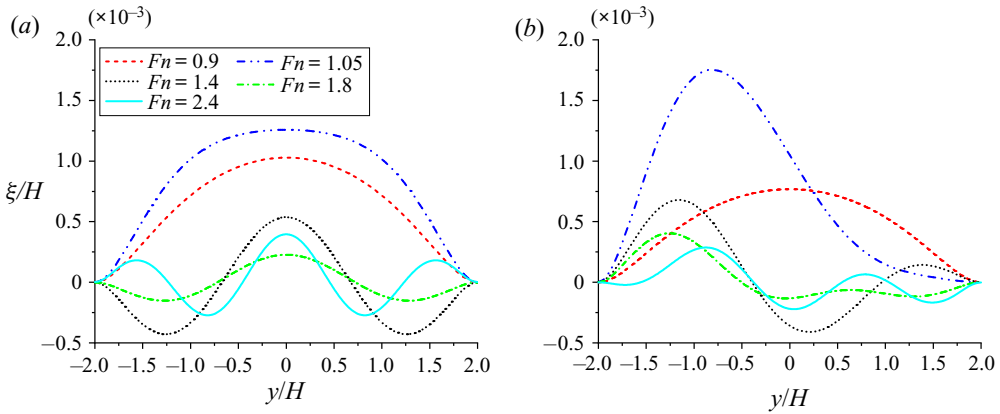 (a) (×10⁻³) (b) (×10⁻³)
2.0 2.0
Fn = 0.9 Fn = 1.05
Fn = 1.4 Fn = 1.8
Fn = 2.4
1.5 1.5
1.0 1.0
ξ/H
0.5 0.5
0 0
−0.5 −0.5
−2.0 −1.5 −1.0 −0.5 0 0.5 1.0 1.5 2.0 −2.0 −1.5 −1.0 −0.5 0 0.5 1.0 1.5 2.0
y/H y/H